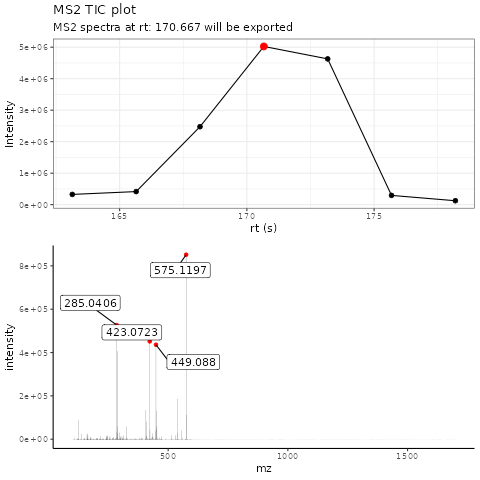 MS2 TIC plot
MS2 spectra at rt: 170.667 will be exported
5e+06
4e+06
3e+06
2e+06
1e+06
0e+00
Intensity
165
170
175
rt (s)
8e+05
6e+05
4e+05
2e+05
0e+00
intensity
575.1197
285.0406
423.0723
449.088
500
1000
1500
mz